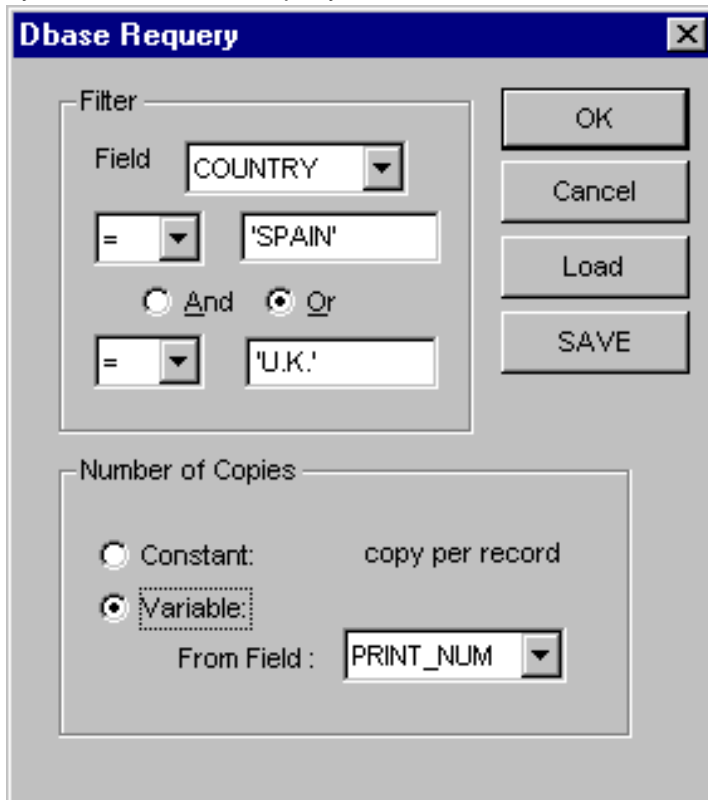 Dbase Requery
Filter
Field COUNTRY
= 'SPAIN'
And Or
= 'U.K.'
OK
Cancel
Load
SAVE
Number of Copies
Constant: copy per record
Variable:
From Field : PRINT_NUM